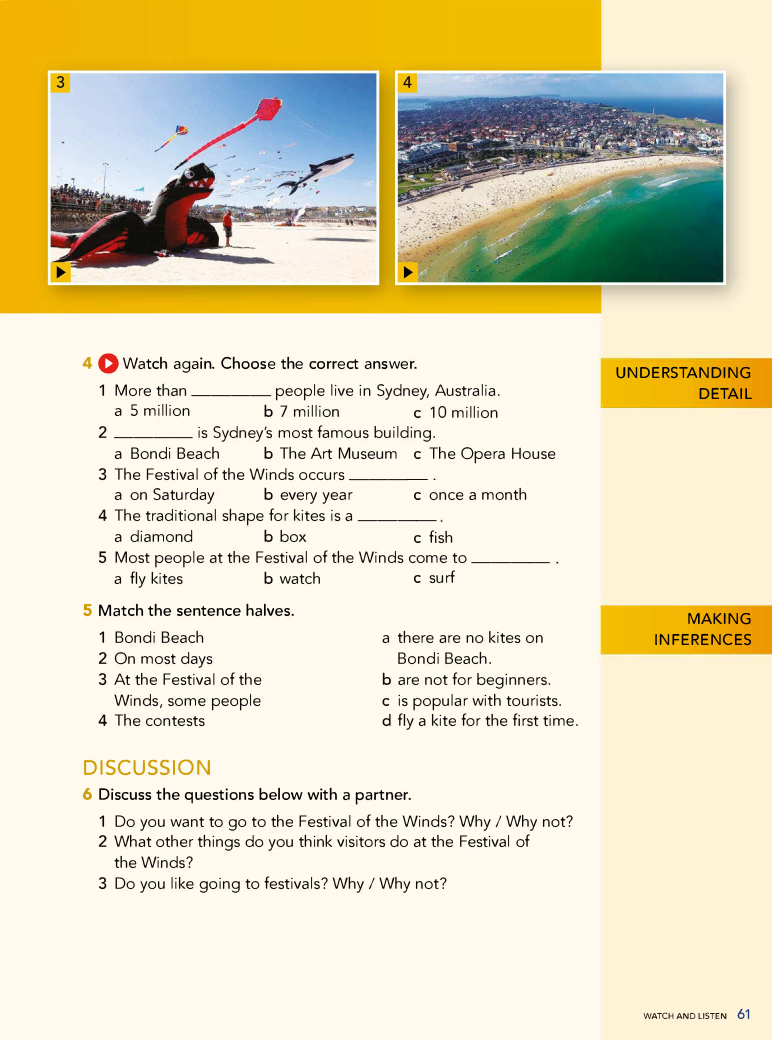 3
4
4 Watch again. Choose the correct answer.
1 More than __________ people live in Sydney, Australia.
a 5 million b 7 million c 10 million
2 __________ is Sydney's most famous building.
a Bondi Beach b The Art Museum c The Opera House
3 The Festival of the Winds occurs __________ .
a on Saturday b every year c once a month
4 The traditional shape for kites is a __________ .
a diamond b box c fish
5 Most people at the Festival of the Winds come to __________ .
a fly kites b watch c surf
UNDERSTANDING
DETAIL
5 Match the sentence halves.
1 Bondi Beach
2 On most days
3 At the Festival of the
Winds, some people
4 The contests
a there are no kites on
Bondi Beach.
b are not for beginners.
c is popular with tourists.
d fly a kite for the first time.
MAKING
INFERENCES
DISCUSSION
6 Discuss the questions below with a partner.
1 Do you want to go to the Festival of the Winds? Why / Why not?
2 What other things do you think visitors do at the Festival of
the Winds?
3 Do you like going to festivals? Why / Why not?
WATCH AND LISTEN 61